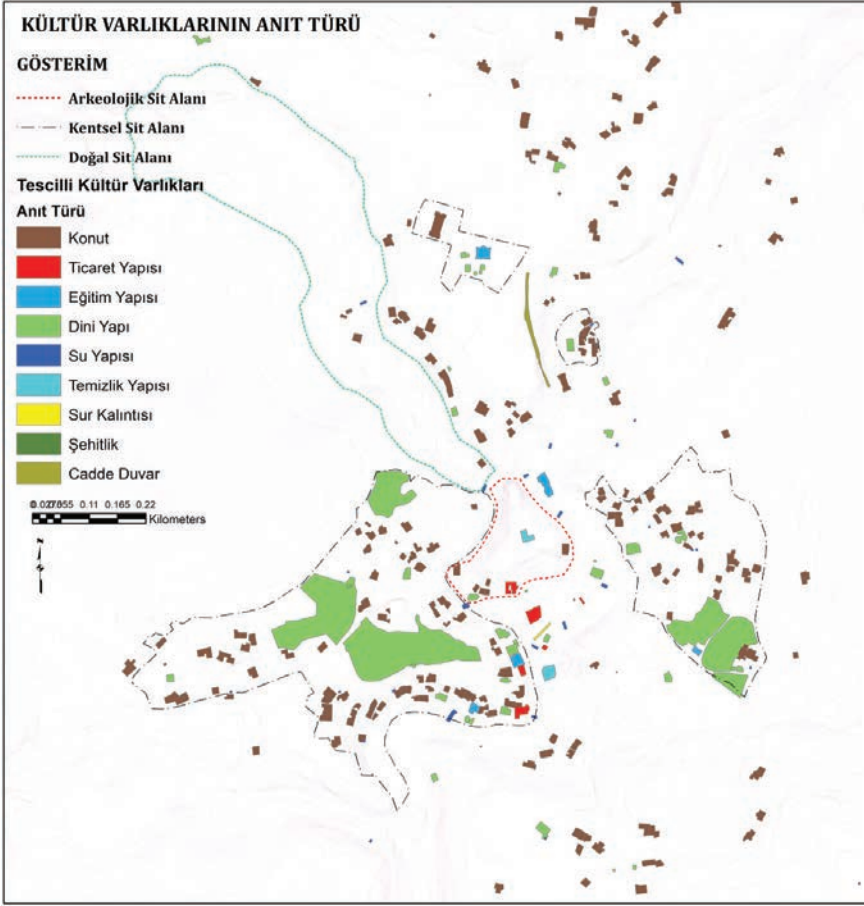 KÜLTÜR VARLIKLARININ ANIT TÜRÜ
GÖSTERİM
Arkeolojik Sit Alanı
Kentsel Sit Alanı
Doğal Sit Alanı
Tescilli Kültür Varlıkları
Anıt Türü
Konut
Ticaret Yapısı
Eğitim Yapısı
Dini Yapı
Su Yapısı
Temizlik Yapısı
Sur Kalıntısı
Şehitlik
Cadde Duvar
0.11 0.165 0.22
Kilometers